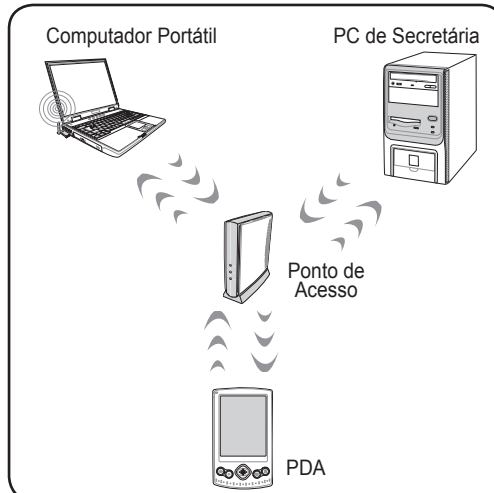 Computador Portátil
PC de Secretária
Ponto de
Acesso
PDA